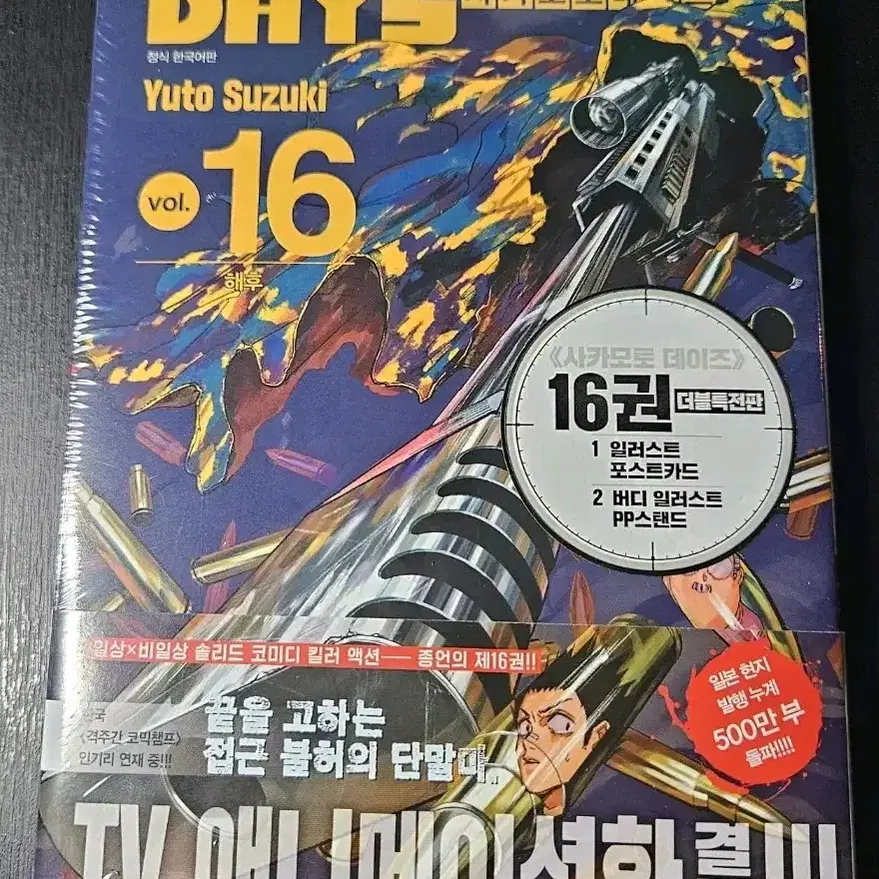 DAYS
정식 한국어판
Yuto Suzuki
vol. 16
해후
《사카모토 데이즈》
16권 더블특전판
1 일러스트
포스트카드
2 버디 일러스트
PP스탠드
일상×비일상 솔리드 코미디 킬러 액션── 종언의 제16권!!
<격주간 코믹챔프>
인기리 연재 중!!!
끝을 고하는
접근 불허의 단말마.
일본 현지
발행 누계
500만 부
돌파!!!!
TV 애니메이션화 결